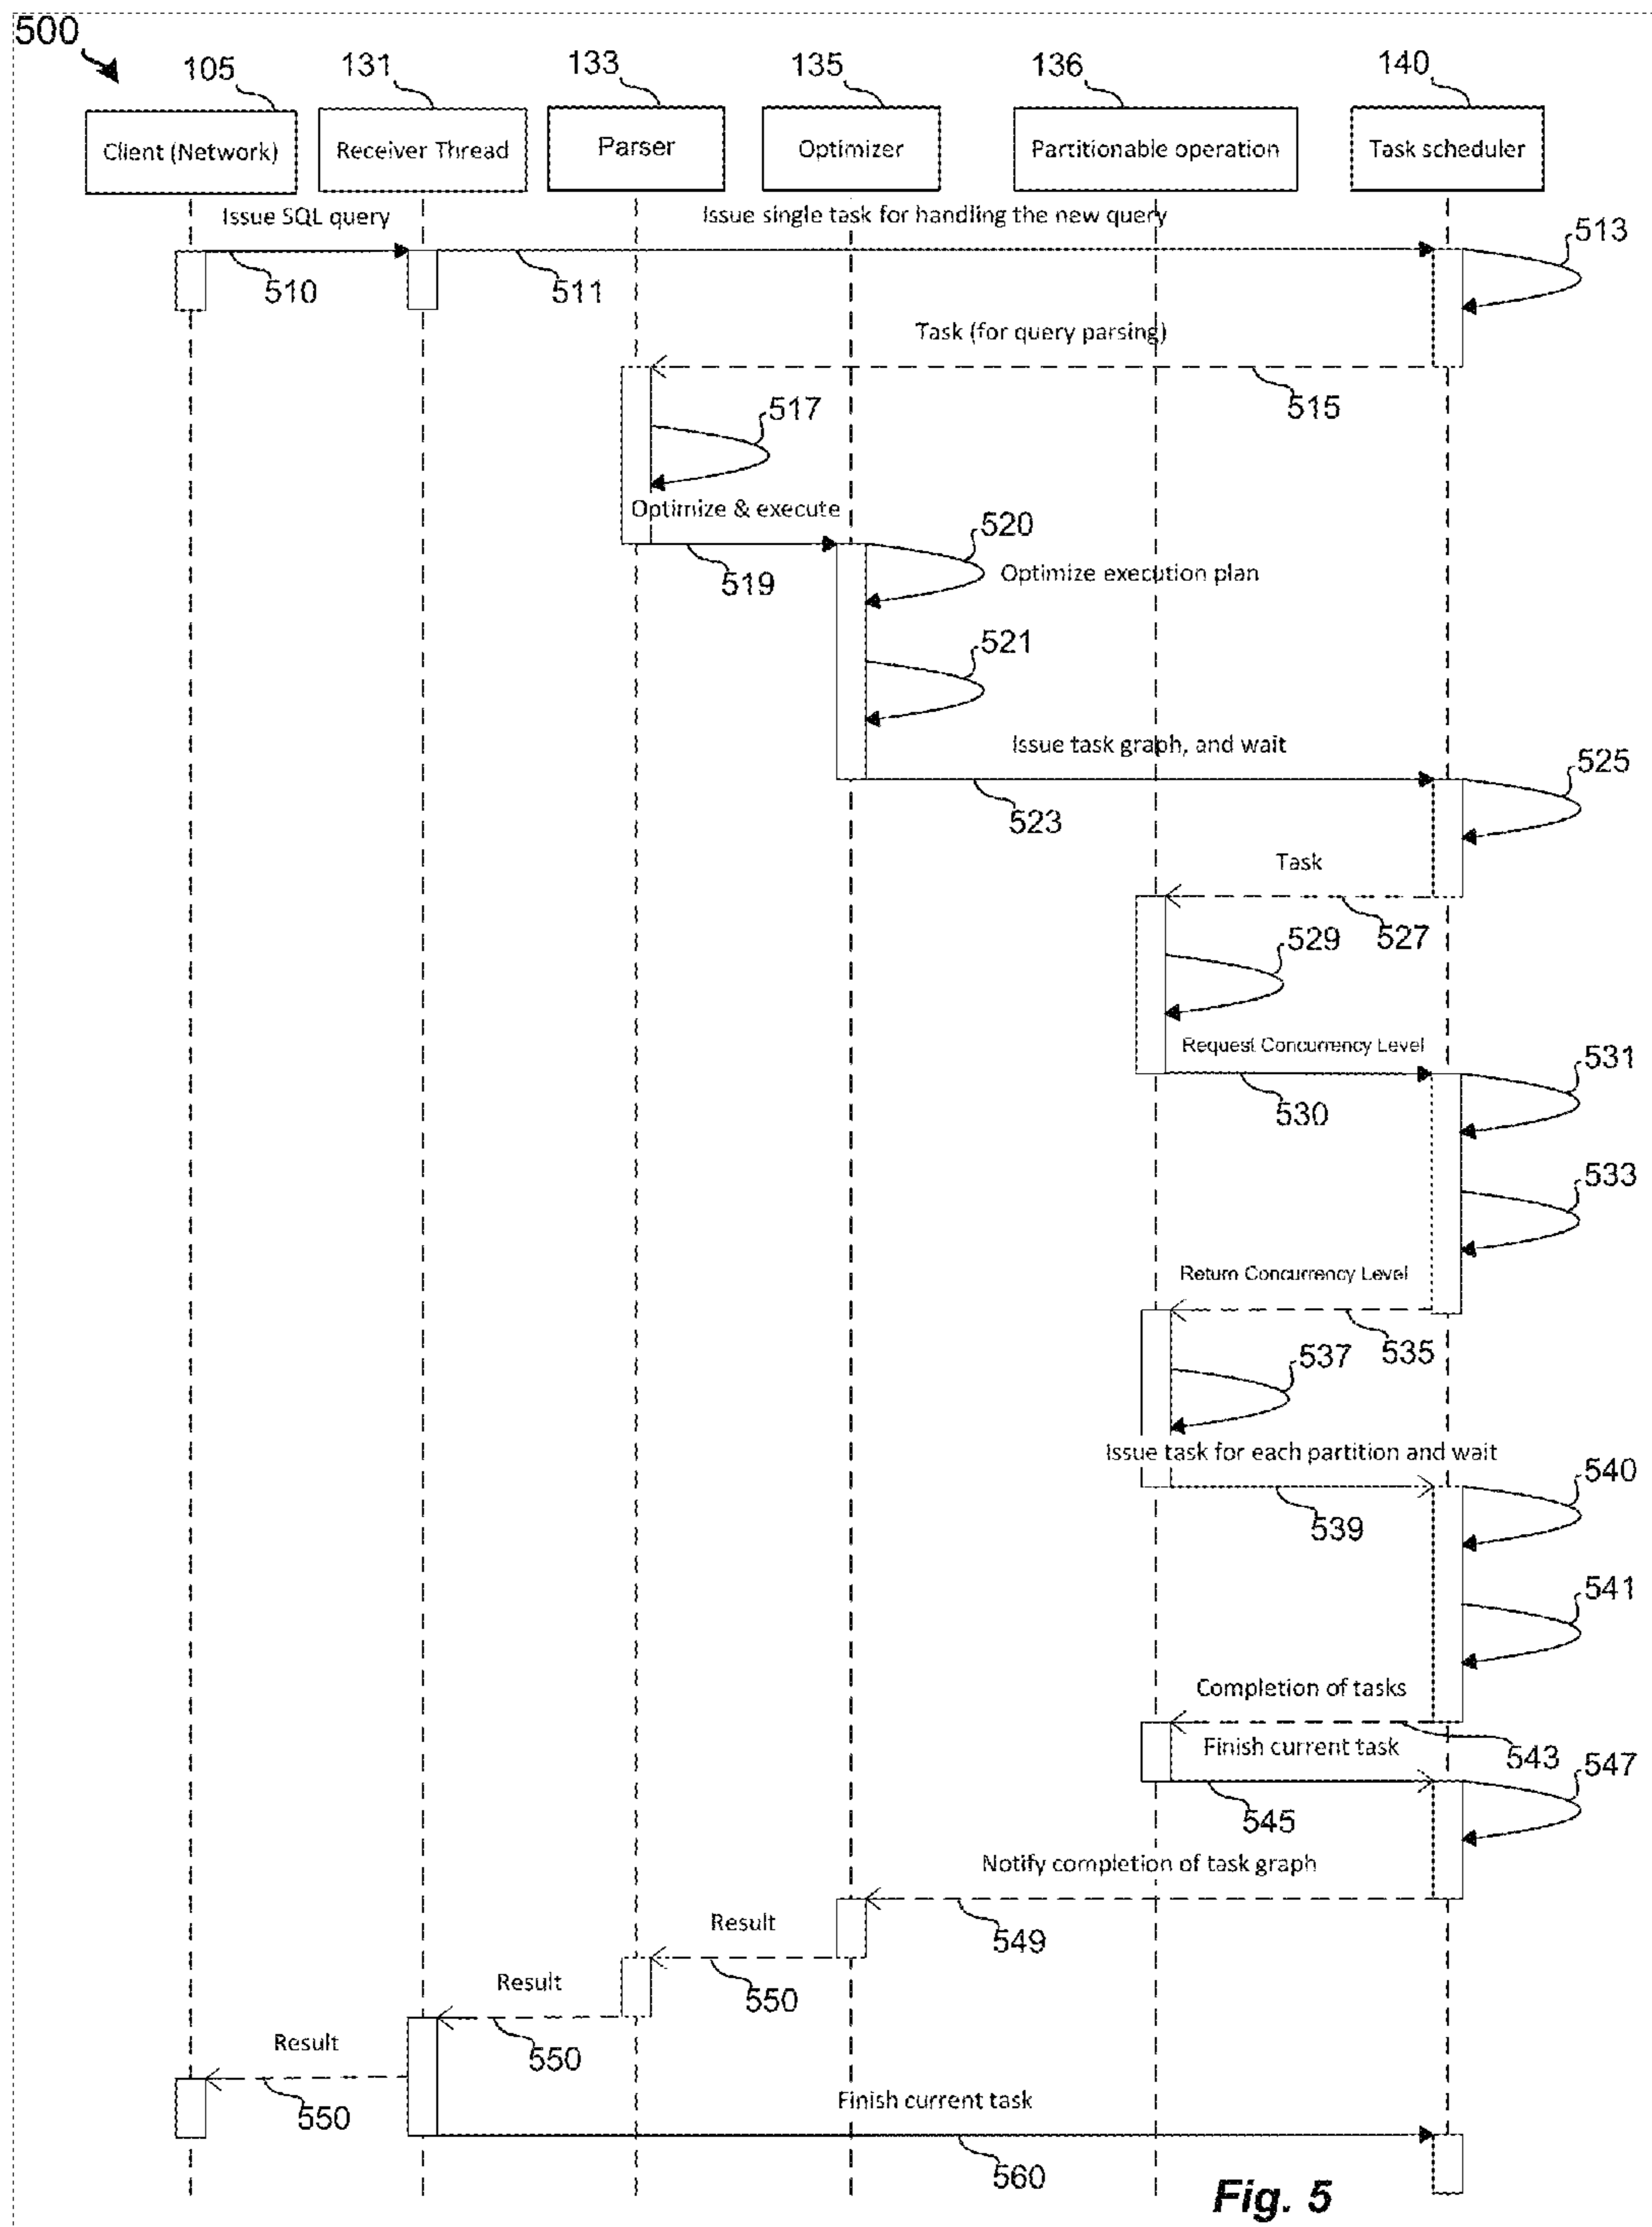 500
105
131
133
135
136
140
Client (Network)
Receiver Thread
Parser
Optimizer
Partitionable operation
Task scheduler
Issue SQL query
Issue single task for handling the new query
513
510
511
Task (for query parsing)
515
517
Optimize & execute
520
519
Optimize execution plan
521
Issue task graph, and wait
525
523
Task
527
529
Request Concurrency Level
531
530
533
Return Concurrency Level
535
537
Issue task for each partition and wait
540
539
541
Completion of tasks
543
Finish current task
547
545
Notify completion of task graph
549
Result
550
Result
550
Result
550
Finish current task
560
Fig. 5